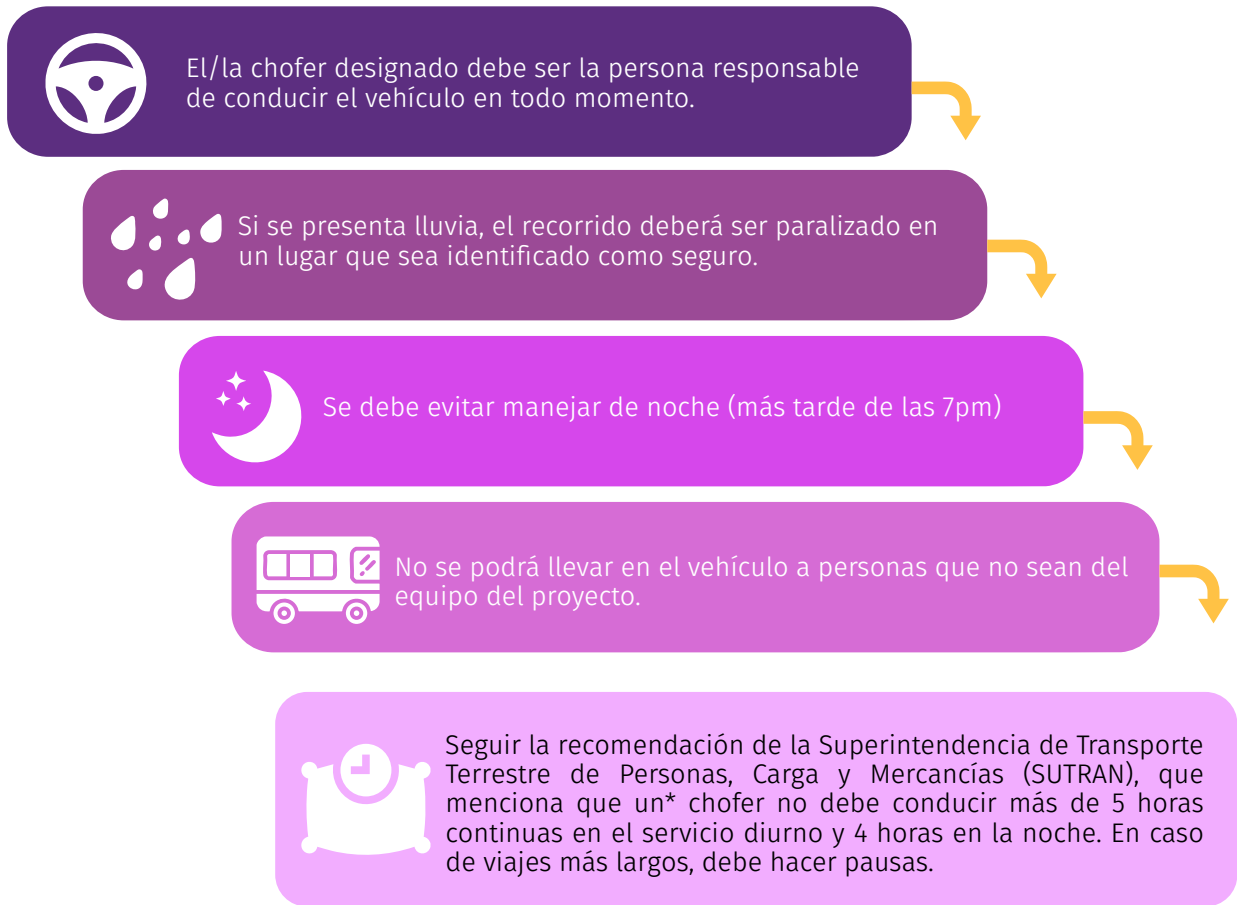 El/la chofer designado debe ser la persona responsable
de conducir el vehículo en todo momento.
Si se presenta lluvia, el recorrido deberá ser paralizado en
un lugar que sea identificado como seguro.
Se debe evitar manejar de noche (más tarde de las 7pm)
No se podrá llevar en el vehículo a personas que no sean del
equipo del proyecto.
Seguir la recomendación de la Superintendencia de Transporte
Terrestre de Personas, Carga y Mercancías (SUTRAN), que
menciona que un* chofer no debe conducir más de 5 horas
continuas en el servicio diurno y 4 horas en la noche. En caso
de viajes más largos, debe hacer pausas.